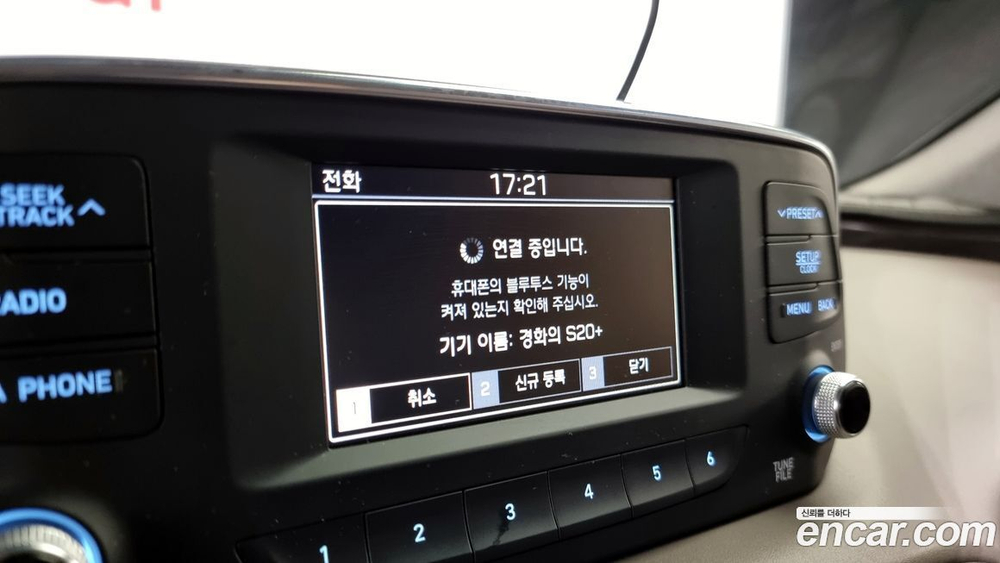 전화
17:21
연결 중입니다.
휴대폰의 블루투스 기능이
켜져 있는지 확인해 주십시오.
기기 이름: 경화의 S20+
1 취소
2 신규 등록
3 닫기
SEEK
TRACK
RADIO
PHONE
PRESET
SETUP
CLOCK
MENU
BACK
TUNE
FILE
1 2 3 4 5 6
신뢰를 더하다
encar.com